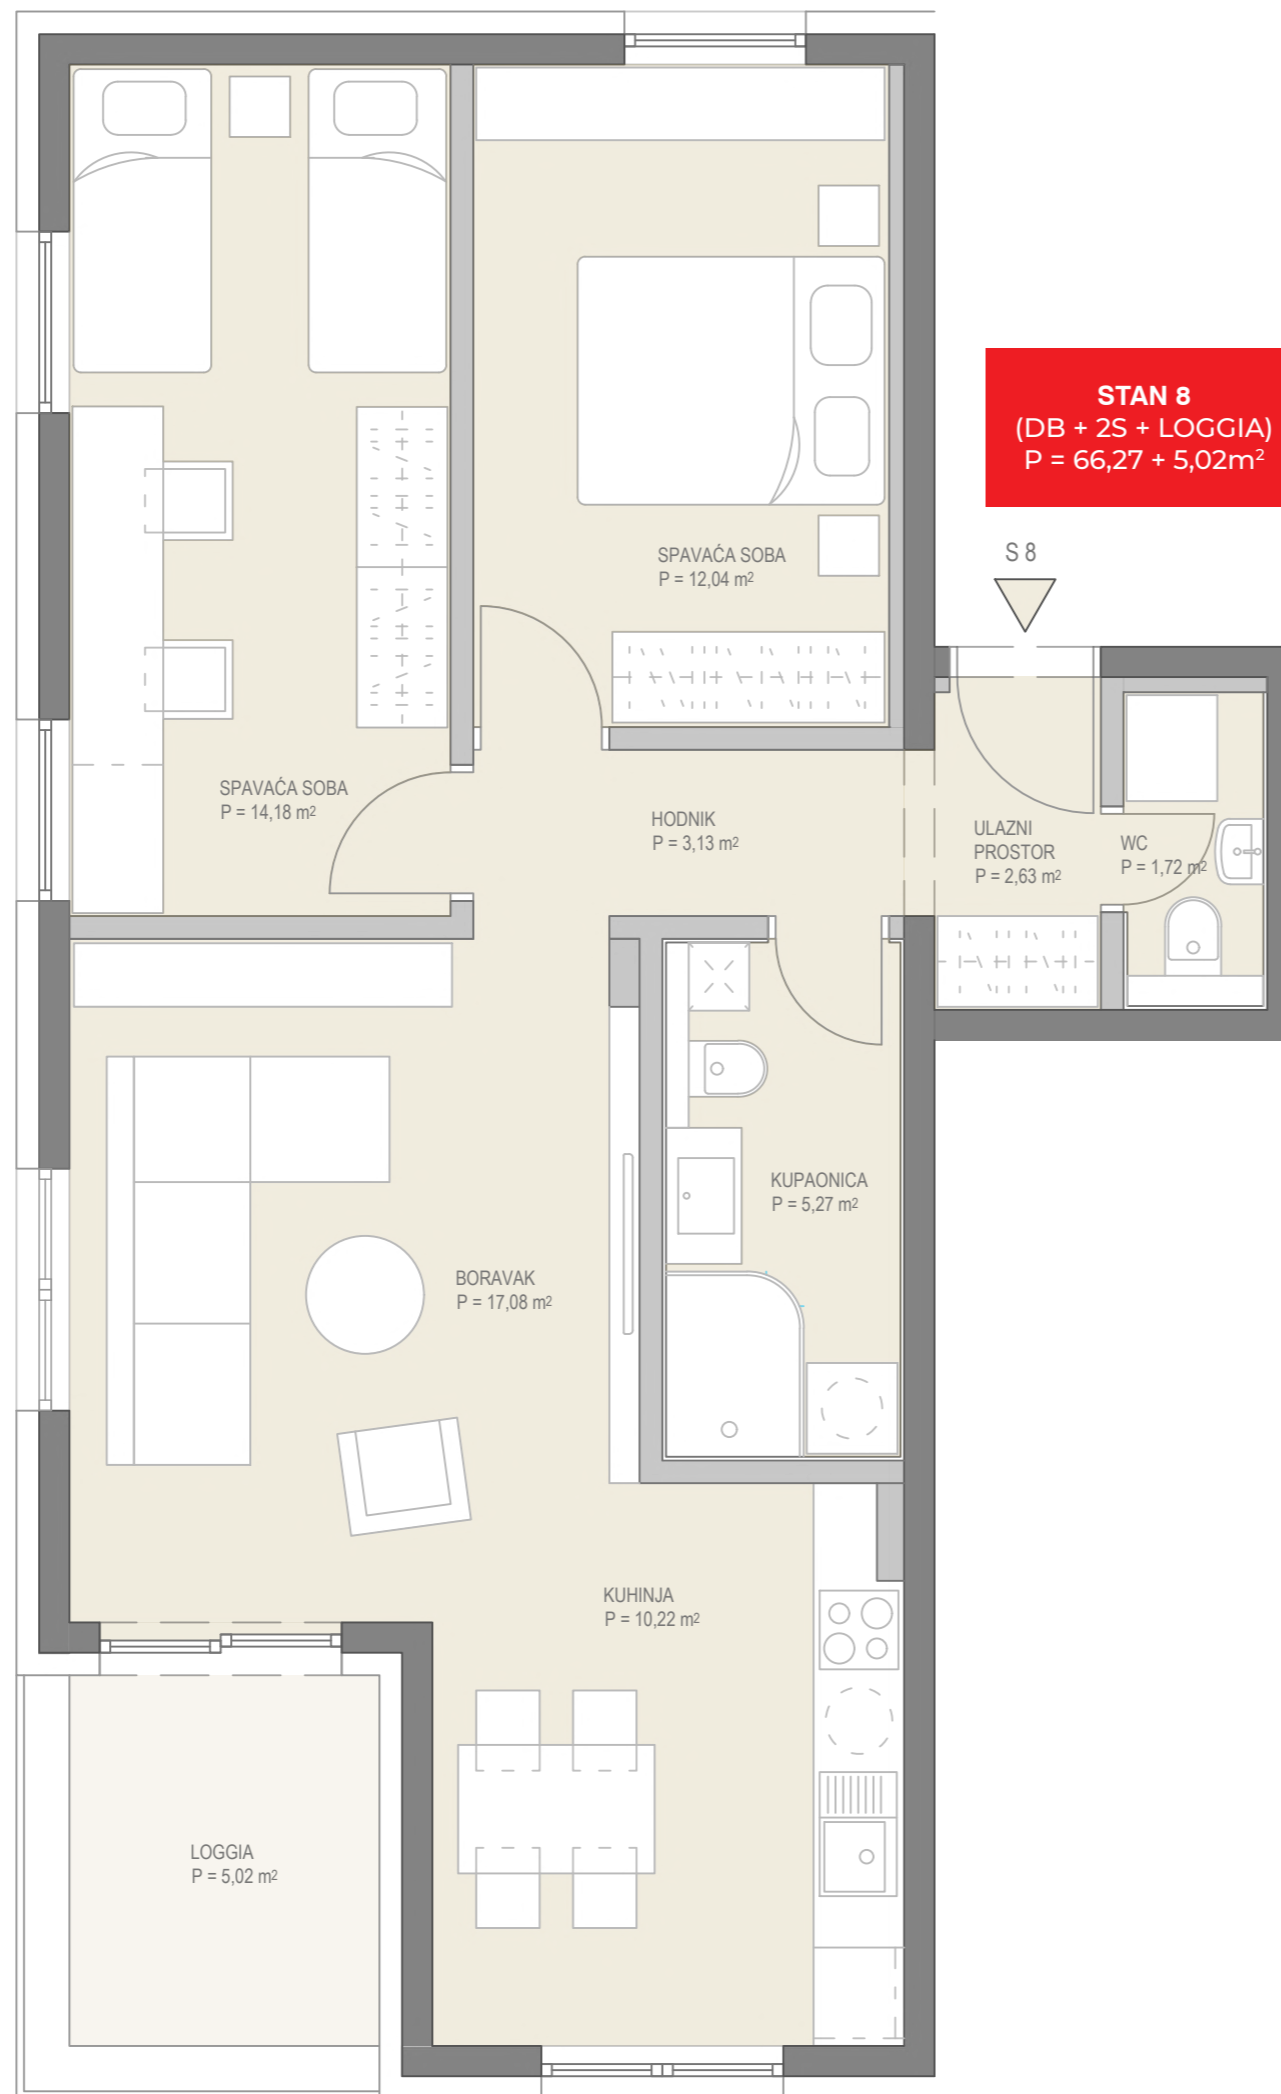 STAN 8
(DB + 2S + LOGGIA)
P = 66,27 + 5,02m²
S 8
SPAVAĆA SOBA
P = 12,04 m²
SPAVAĆA SOBA
P = 14,18 m²
HODNIK
P = 3,13 m²
ULAZNI
PROSTOR
P = 2,63 m²
WC
P = 1,72 m²
KUPAONICA
P = 5,27 m²
BORAVAK
P = 17,08 m²
KUHINJA
P = 10,22 m²
LOGGIA
P = 5,02 m²